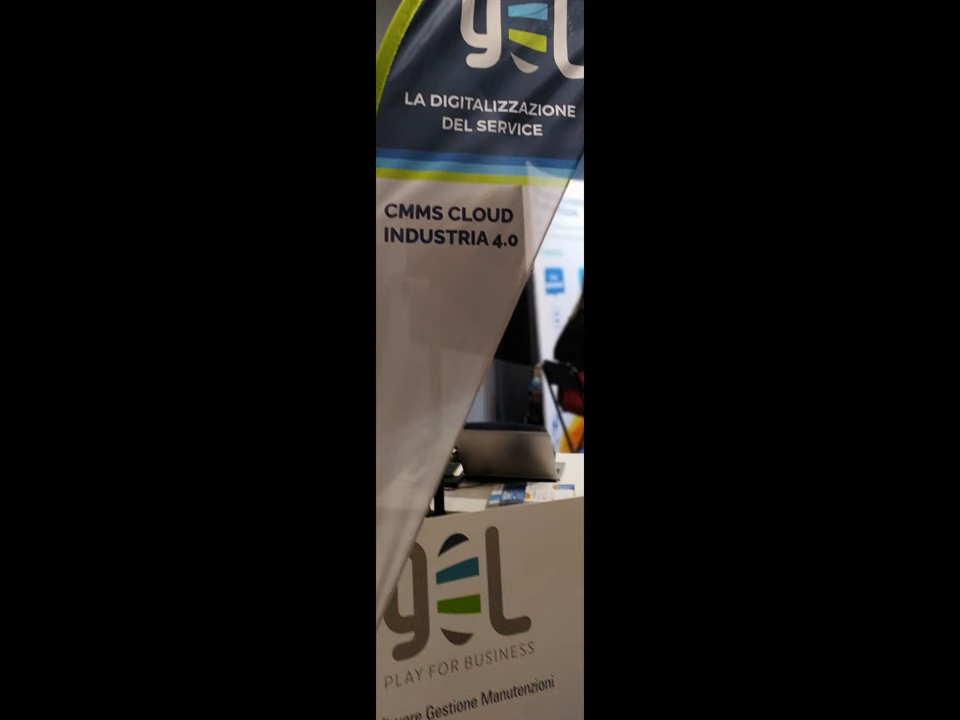 gel
LA DIGITALIZZAZIONE
DEL SERVICE
CMMS CLOUD
INDUSTRIA 4.0
gel
PLAY FOR BUSINESS
Gestione Manutenzioni